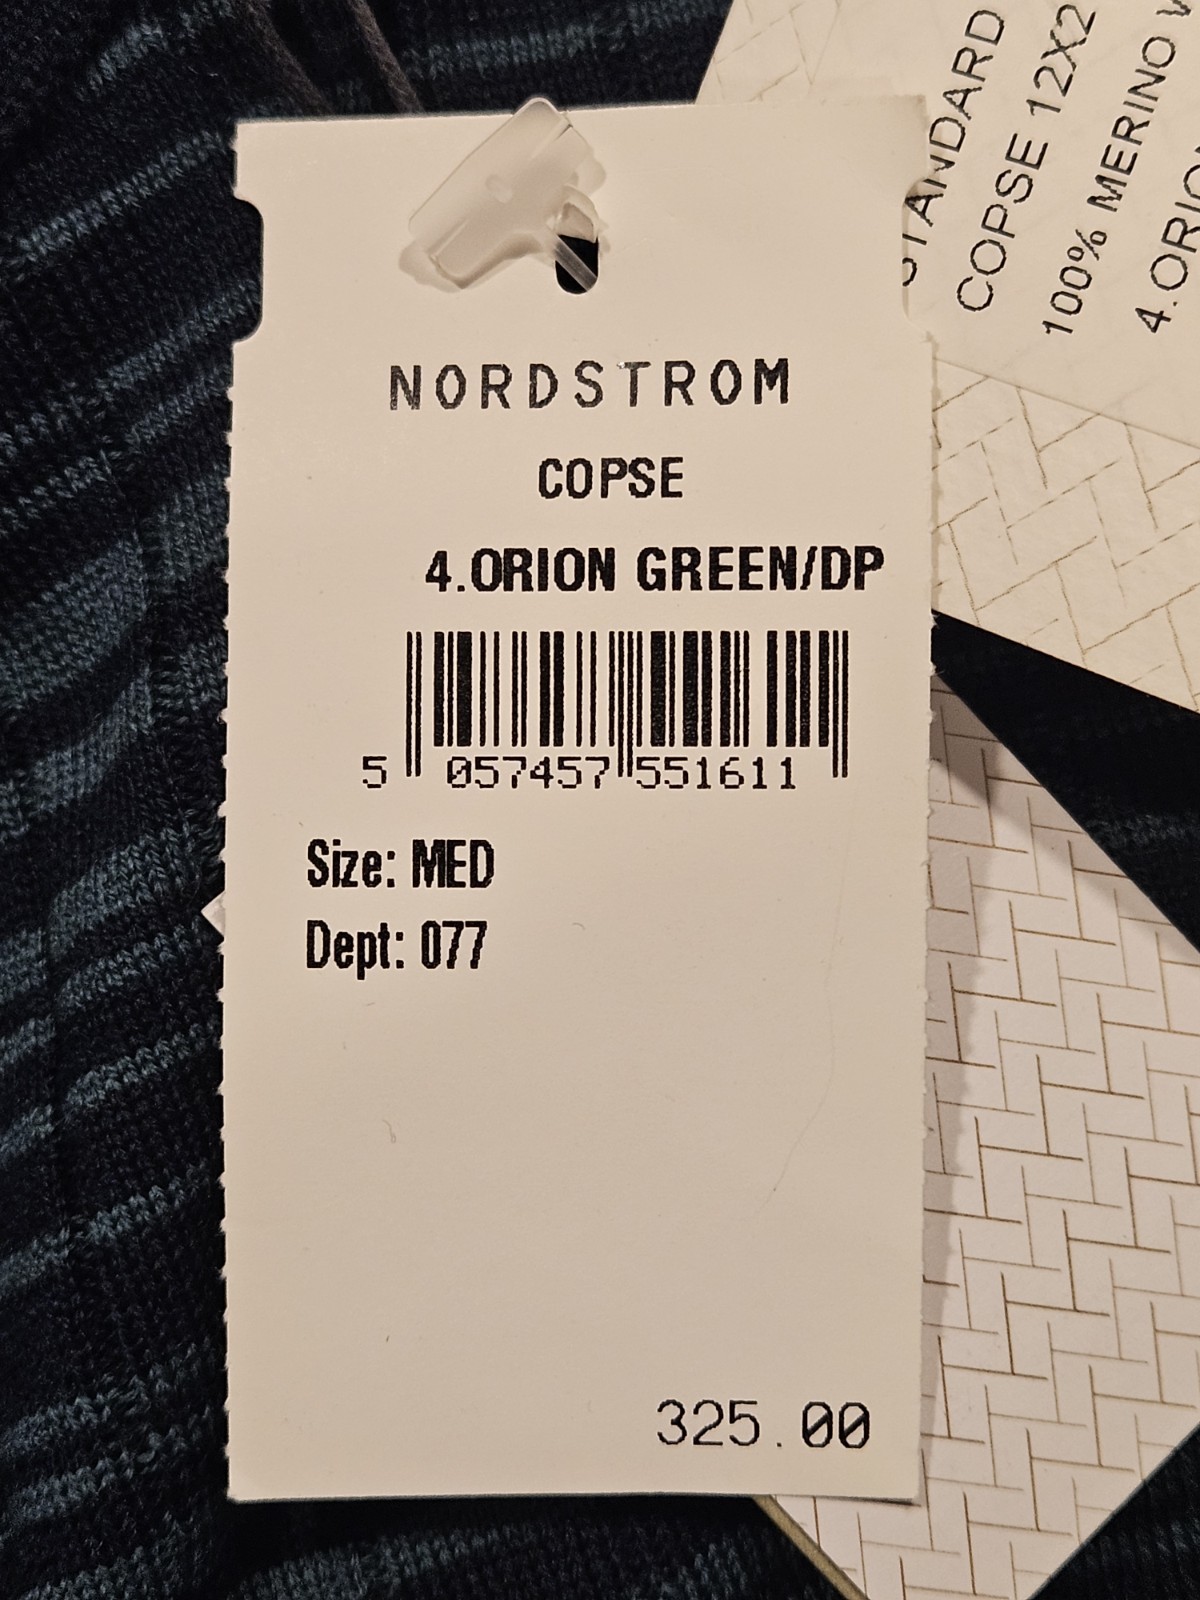 NORDSTROM
COPSE
4.ORION GREEN/DP
5 057457 551611
Size: MED
Dept: 077
325.00
STANDARD
COPSE 12X2
100% MERINO
4.ORION